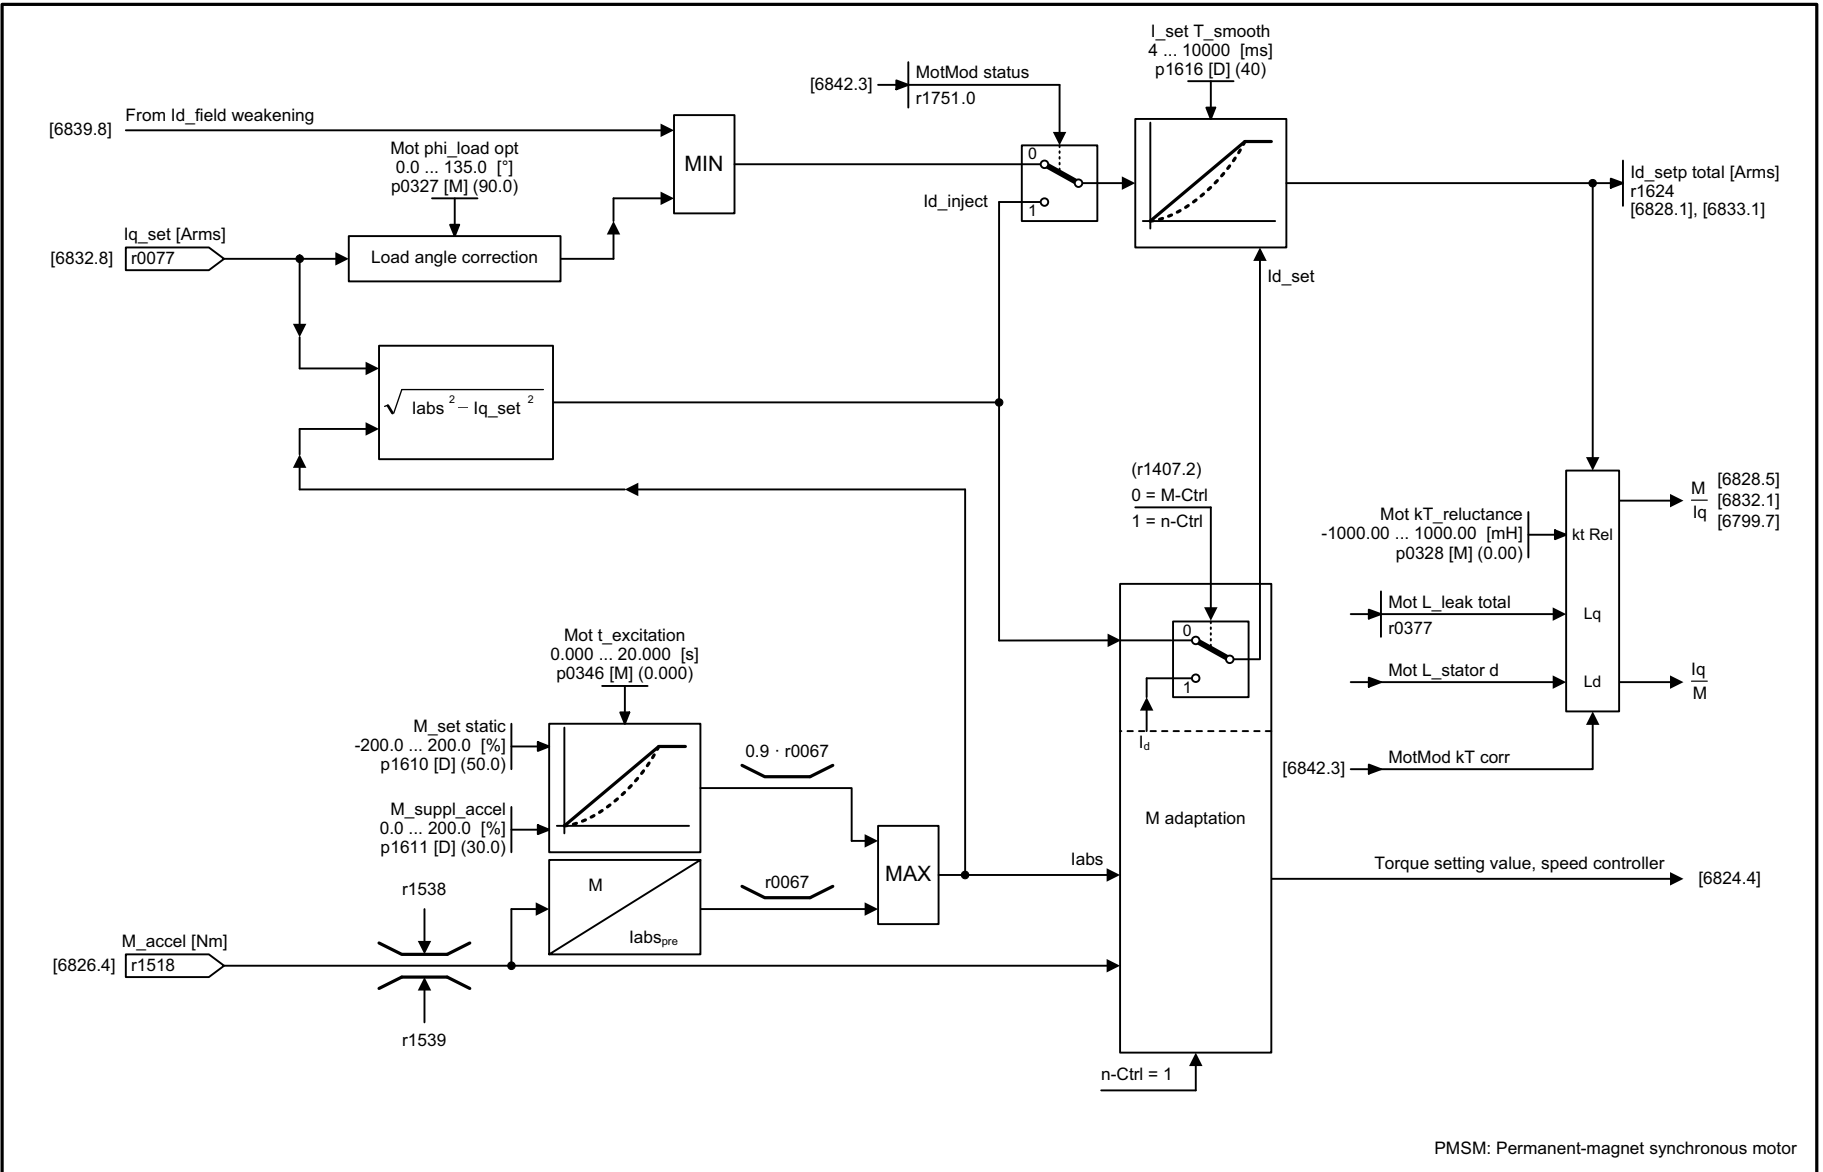 I_set T_smooth
4 ... 10000 [ms]
p1616 [D] (40)
[6842.3]
MotMod status
r1751.0
[6839.8]
From Id_field weakening
Mot phi_load opt
0.0 ... 135.0 [°]
p0327 [M] (90.0)
MIN
0
1
Id_inject
Id_setp total [Arms]
r1624
[6828.1], [6833.1]
Iq_set [Arms]
[6832.8]
r0077
Load angle correction
Id_set
√ Iabs ² – Iq_set ²
(r1407.2)
0 = M-Ctrl
1 = n-Ctrl
M
Iq
[6828.5]
[6832.1]
[6799.7]
Mot kT_reluctance
-1000.00 ... 1000.00 [mH]
p0328 [M] (0.00)
kt Rel
Mot L_leak total
r0377
Lq
Mot L_stator d
Ld
Iq
M
[6842.3]
MotMod kT corr
0
1
Id
Mot t_excitation
0.000 ... 20.000 [s]
p0346 [M] (0.000)
M_set static
-200.0 ... 200.0 [%]
p1610 [D] (50.0)
M_suppl_accel
0.0 ... 200.0 [%]
p1611 [D] (30.0)
0.9 · r0067
M adaptation
MAX
Iabs
Torque setting value, speed controller
[6824.4]
M
Iabspre
r0067
r1538
M_accel [Nm]
[6826.4]
r1518
r1539
n-Ctrl = 1
PMSM: Permanent-magnet synchronous motor